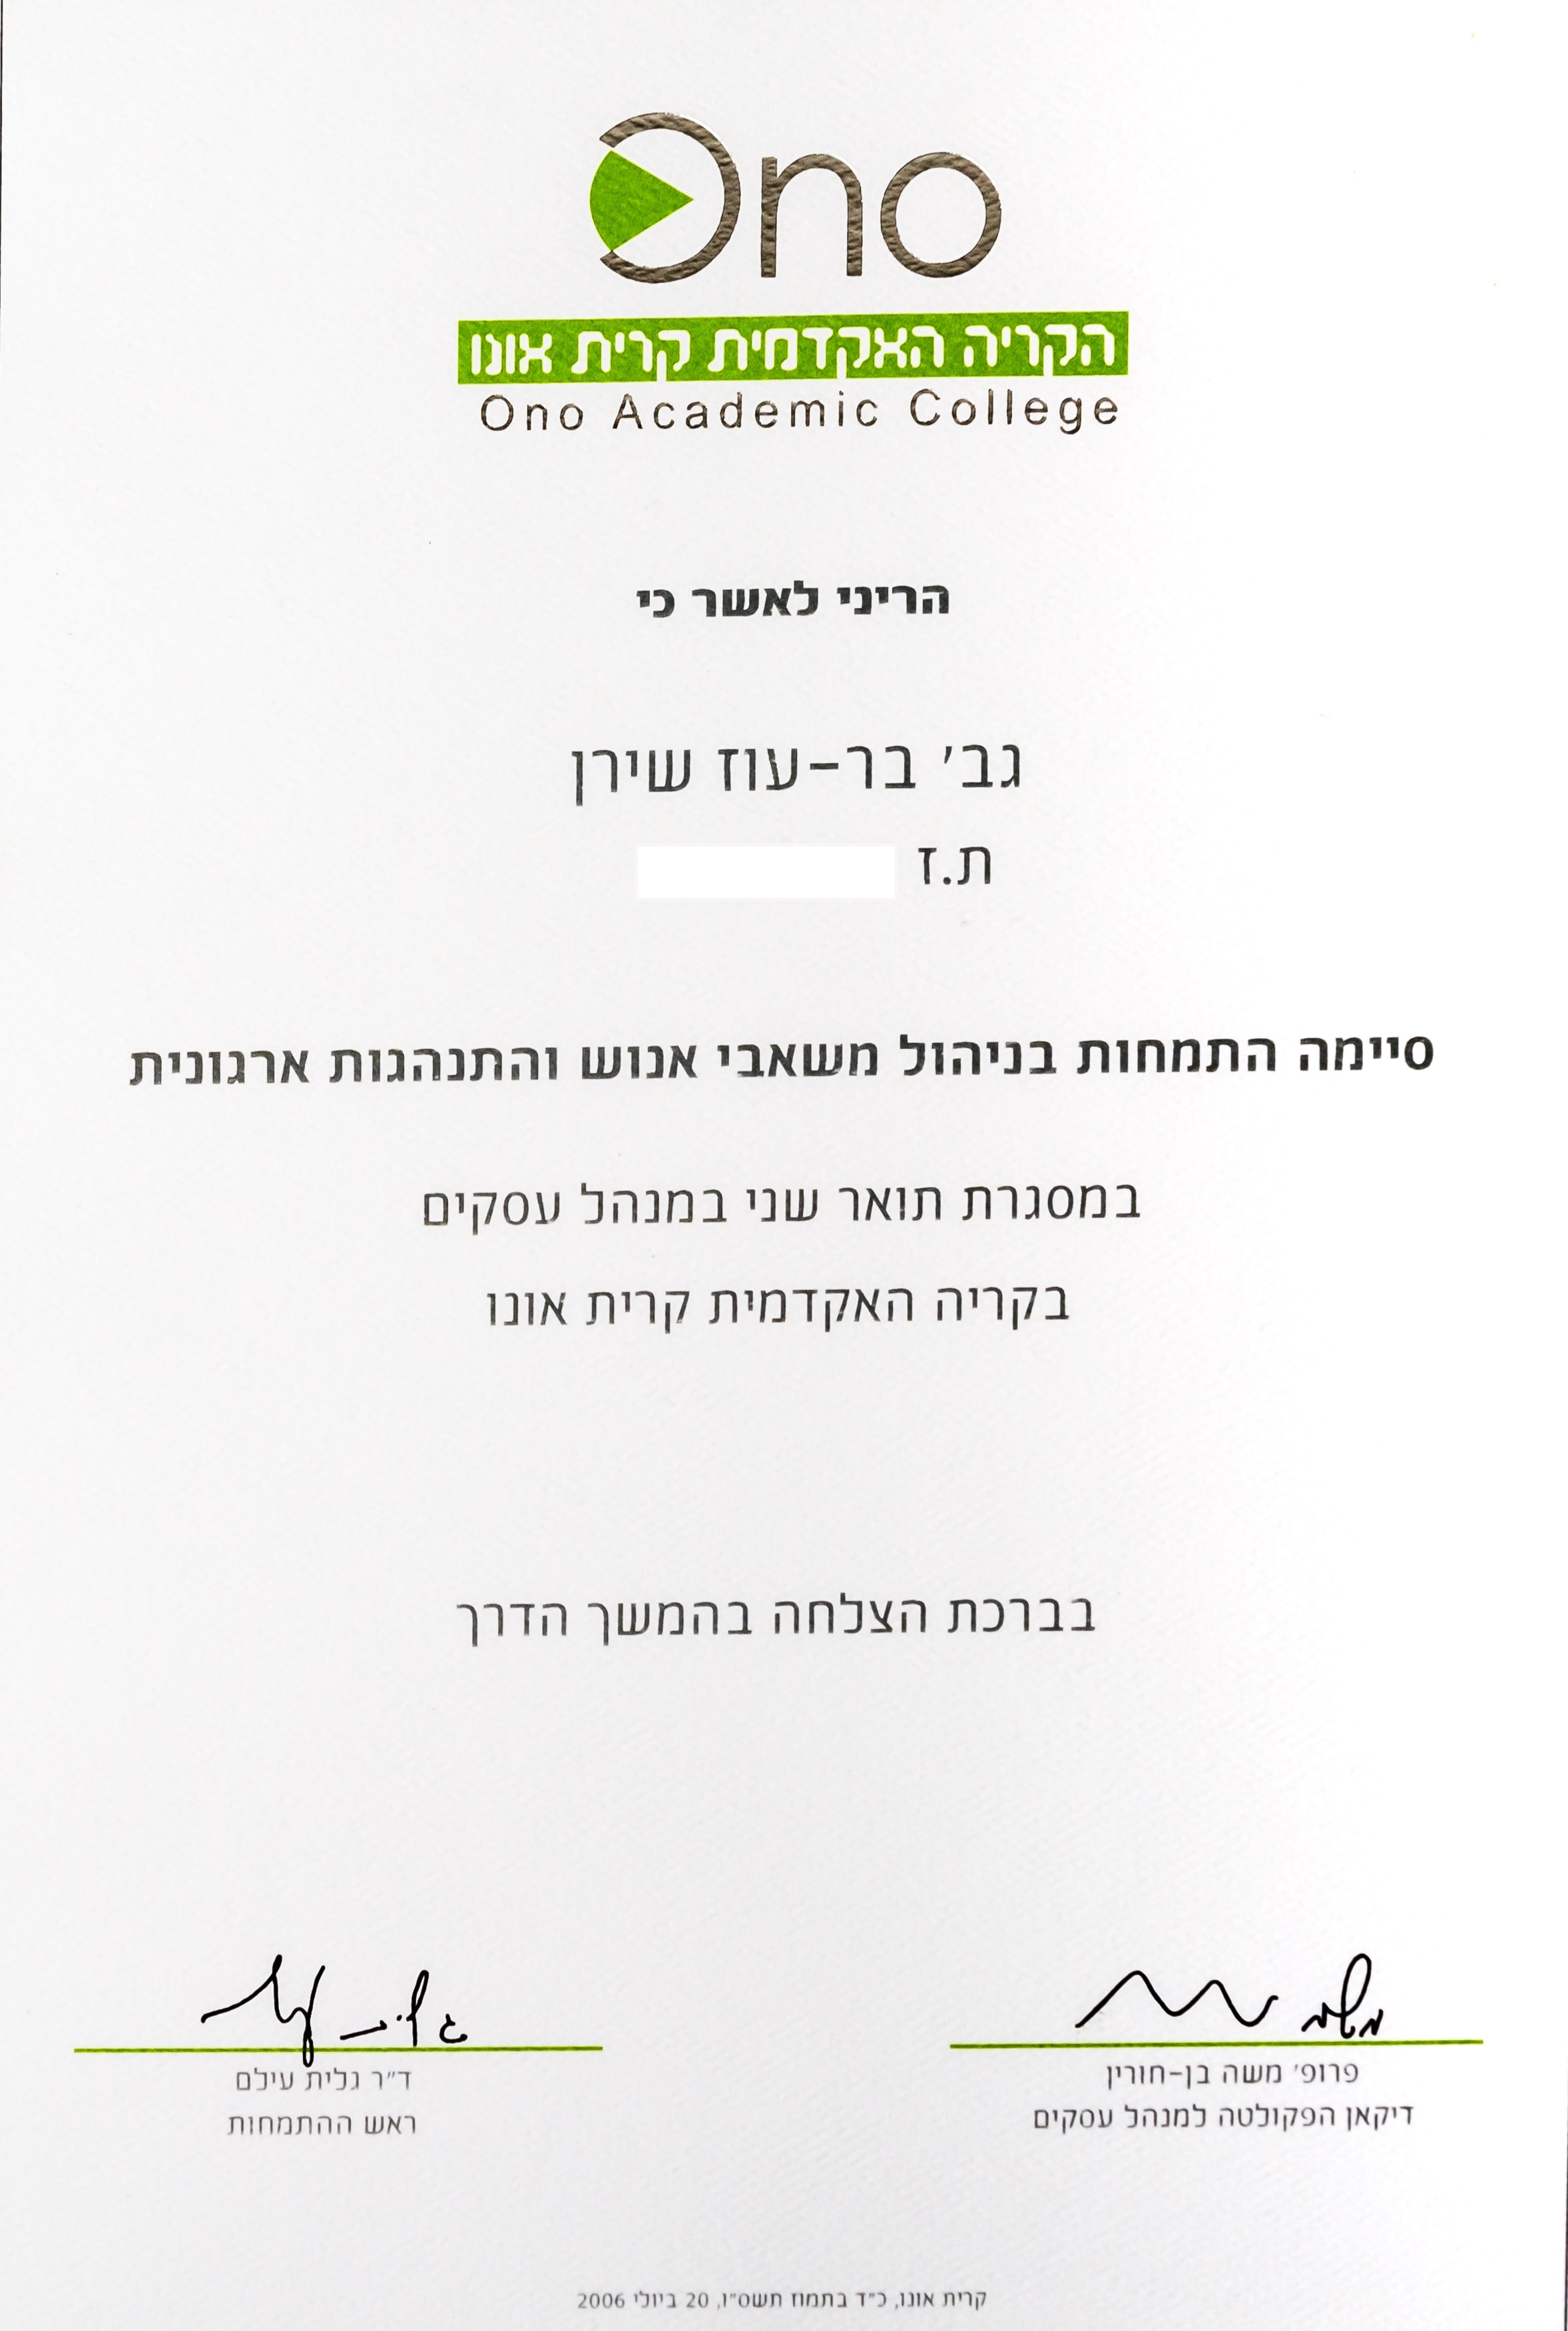 Ono
הקריה האקדמית קרית אונו
Ono Academic College
הריני לאשר כי
גב' בר-עוז שירן
ת.ז
סיימה התמחות בניהול משאבי אנוש והתנהגות ארגונית
במסגרת תואר שני במנהל עסקים
בקריה האקדמית קרית אונו
בברכת הצלחה בהמשך הדרך
פרופ' משה בן-חורין
דיקאן הפקולטה למנהל עסקים
ד"ר גלית עילם
ראש ההתמחות
קרית אונו, כ"ד בתמוז תשס"ו, 20 ביולי 2006